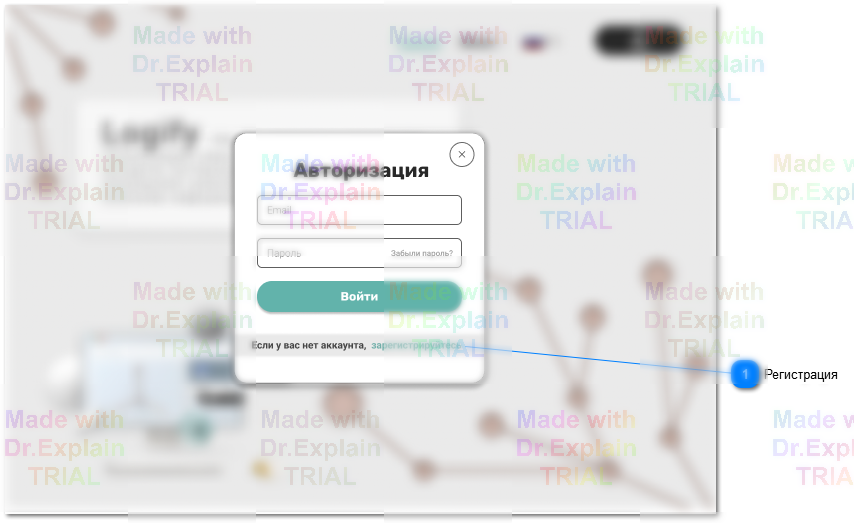 Made with Made with Made with
Dr.Explain Dr.Explain Dr.Explain
TRIAL TRIAL TRIAL
Logify
Авторизация
Made with Made with Made with Made with
Dr.Explain Dr.Explain Dr.Explain Dr.Explain
TRIAL TRIAL TRIAL TRIAL
Email
Пароль Забыли пароль?
Войти
Made with Made with Made with
Dr.Explain Dr.Explain Dr.Explain
TRIAL TRIAL TRIAL
Если у вас нет аккаунта, зарегистрируйтесь
1 Регистрация
Made with Made with Made with Made with
Dr.Explain Dr.Explain Dr.Explain Dr.Explain
TRIAL TRIAL TRIAL TRIAL